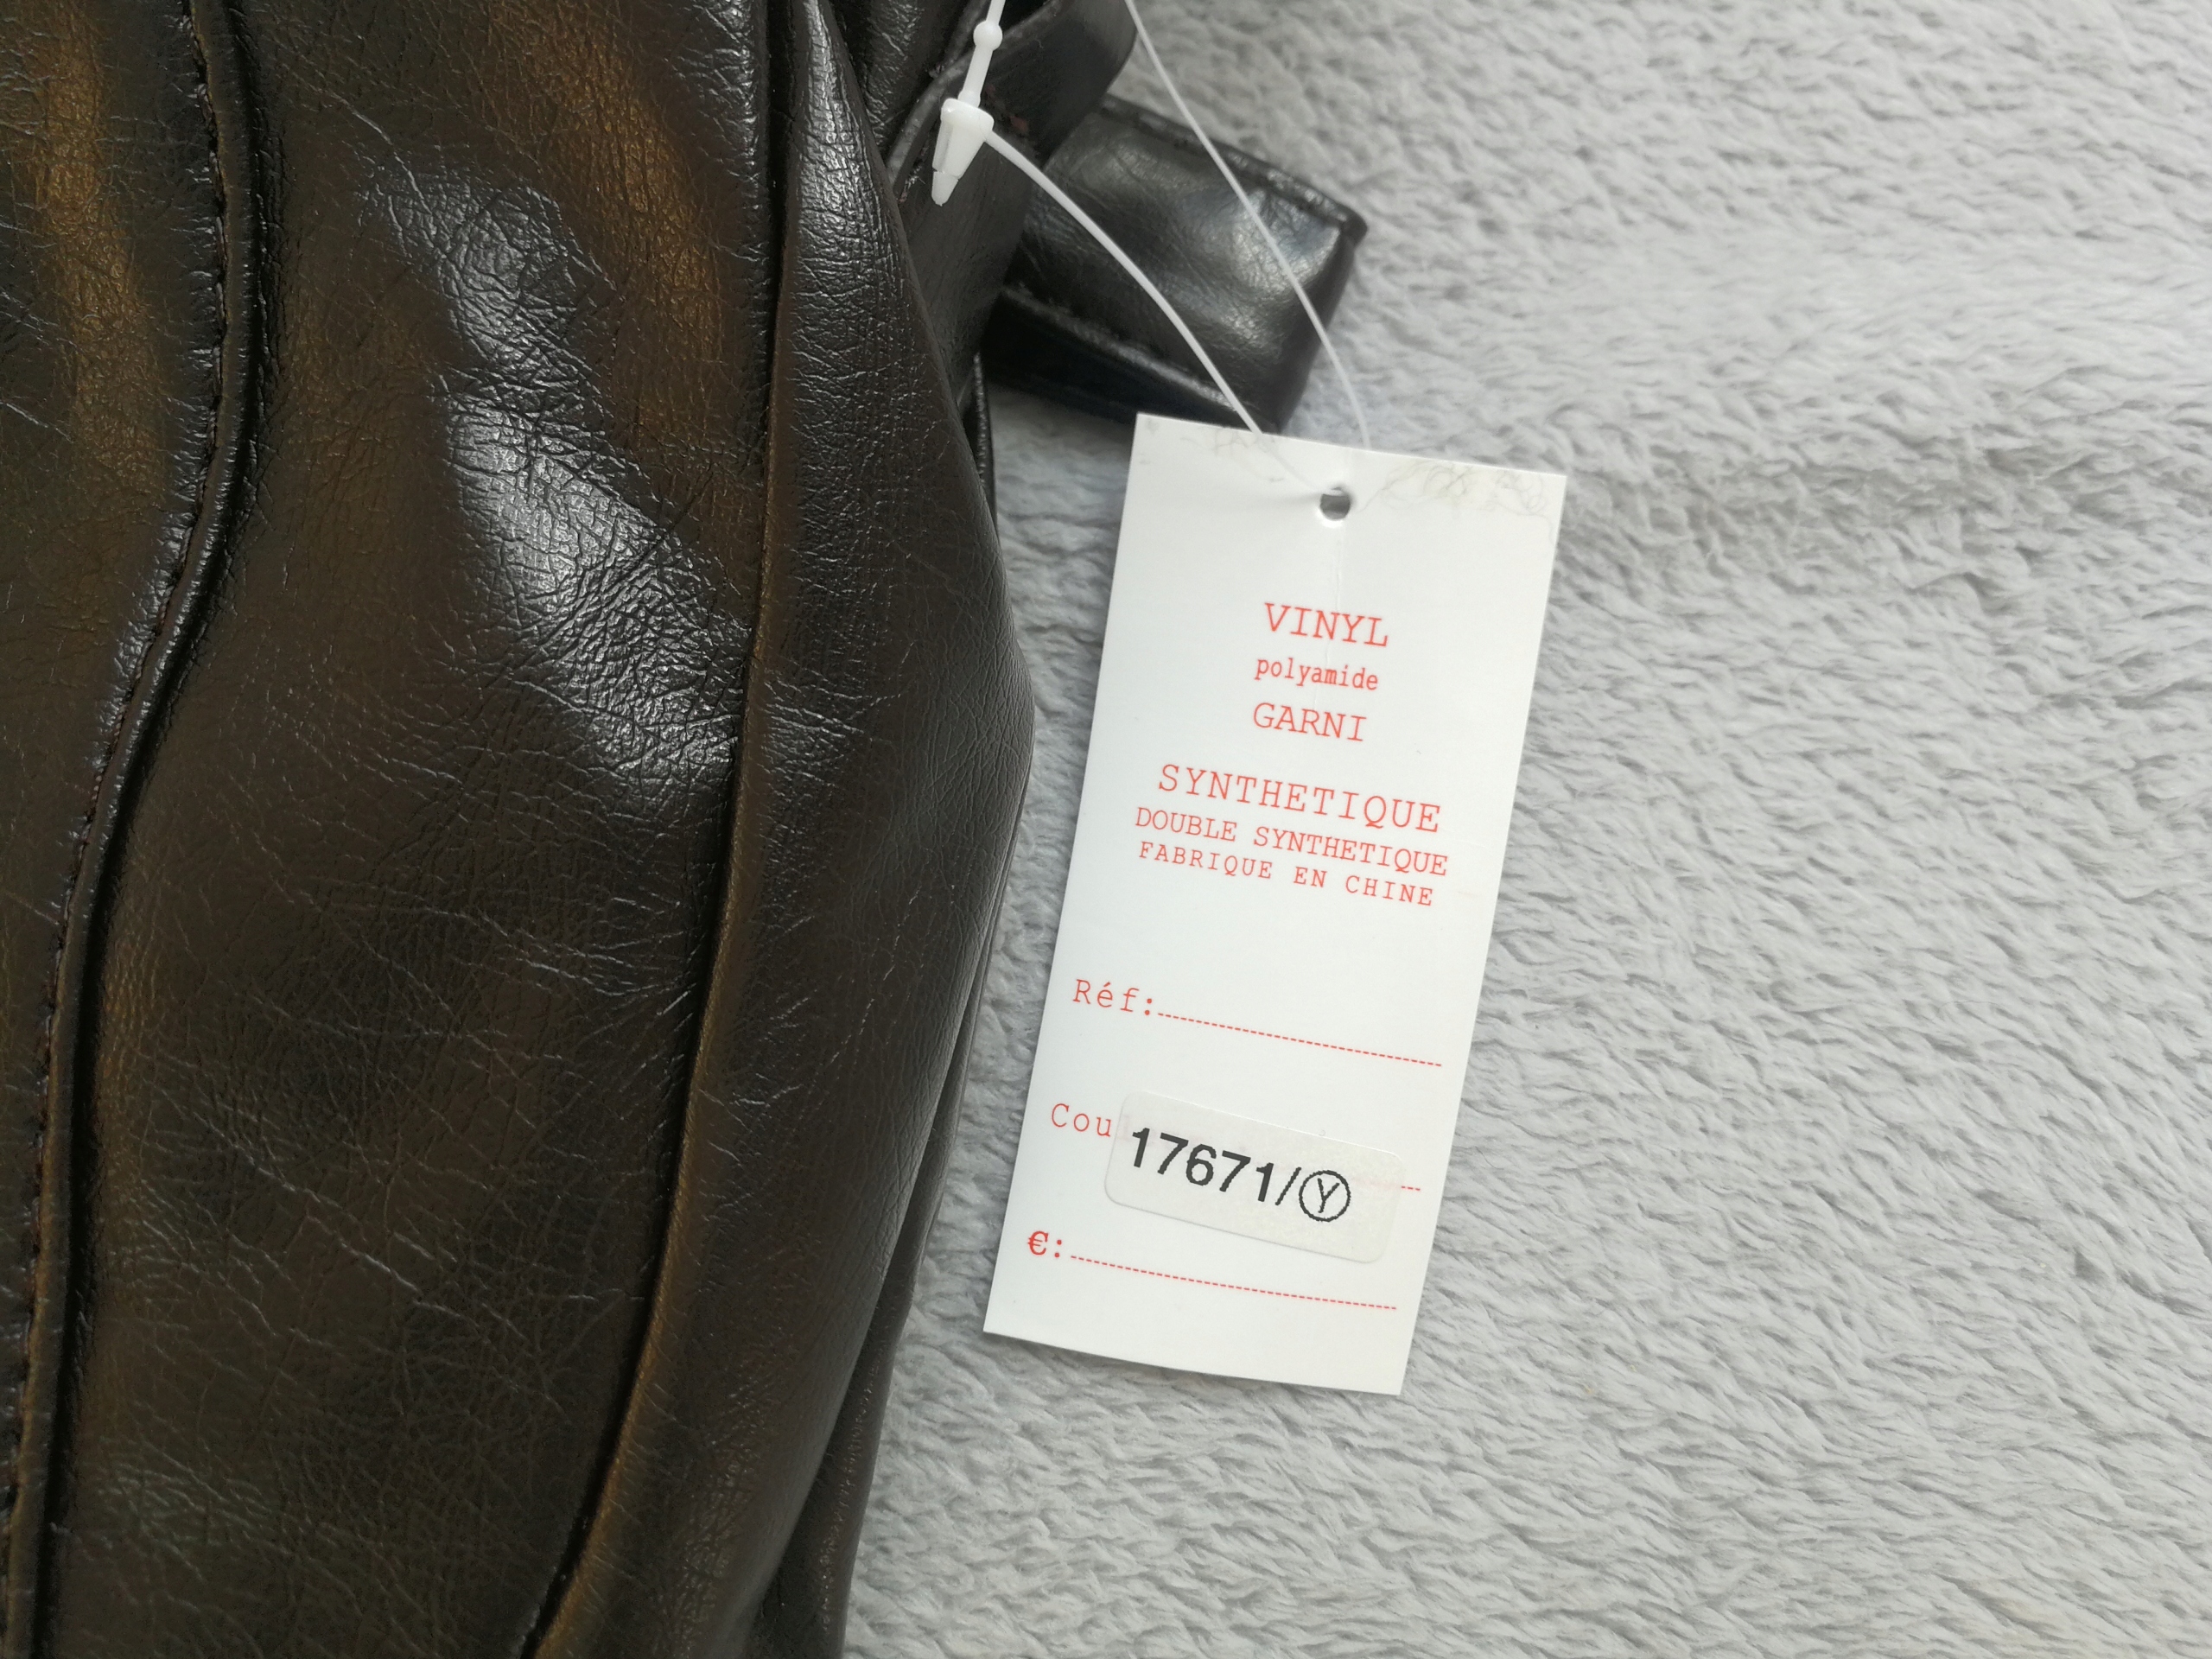 VINYL
polyamide
GARNI
SYNTHETIQUE
DOUBLE SYNTHETIQUE
FABRIQUE EN CHINE
Réf:
Cou
17671/Ⓨ
€: